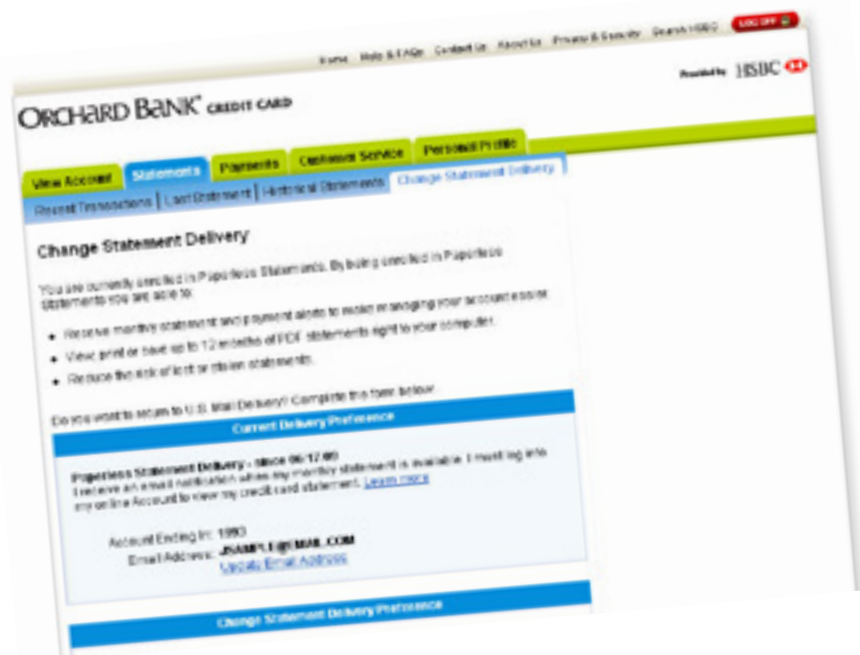 Home Help & FAQs Contact Us About Us Privacy & Security Search HSBC LOG OFF
ORCHARD BANK® CREDIT CARD
Provided by HSBC
View Account Statements Payments Customer Service Personal Profile
Recent Transactions | Last Statement | Historical Statements Change Statement Delivery
Change Statement Delivery
You are currently enrolled in Paperless Statements. By being enrolled in Paperless
Statements you are able to:
• Receive monthly statement and payment alerts to make managing your account easier.
• View, print or save up to 12 months of PDF statements right to your computer.
• Reduce the risk of lost or stolen statements.
Do you want to return to U.S. Mail Delivery? Complete the form below.
Current Delivery Preference
Paperless Statement Delivery - since 06/17/09
I receive an email notification when my monthly statement is available. I must log into
my online Account to view my credit card statement. Learn more
Account Ending In: 1993
Email Address: JSAMPLE@EMAIL.COM
Update Email Address
Change Statement Delivery Preference